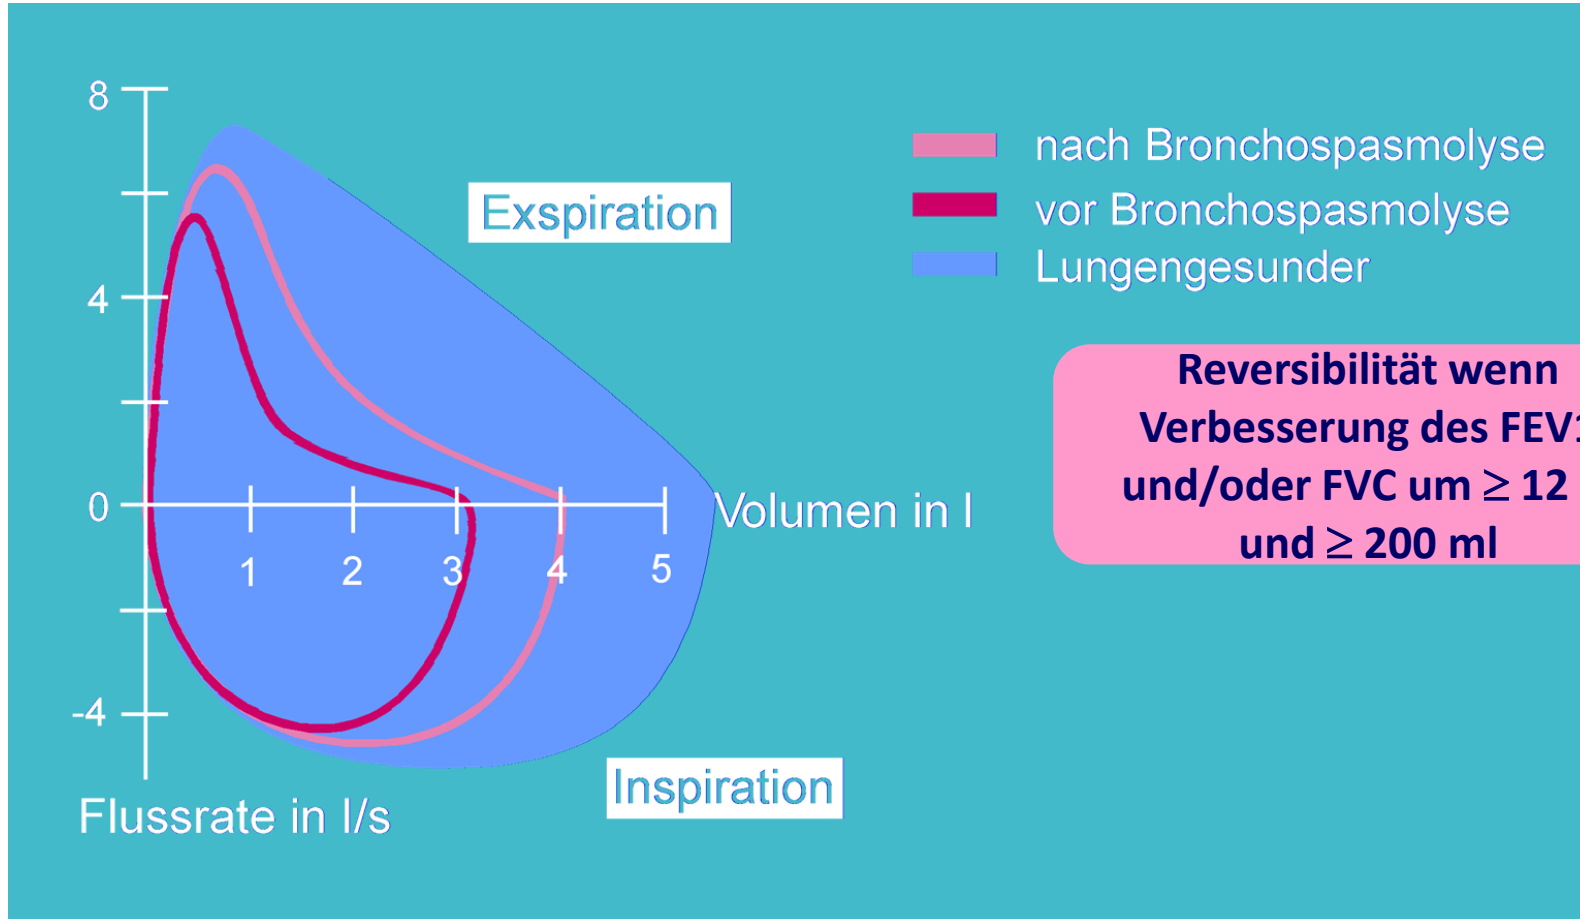 8
4
0
-4
1 2 3 4 5
Volumen in l
Flussrate in l/s
Exspiration
Inspiration
nach Bronchospasmolyse
vor Bronchospasmolyse
Lungengesunder
Reversibilität wenn
Verbesserung des FEV1
und/oder FVC um ≥ 12
und ≥ 200 ml